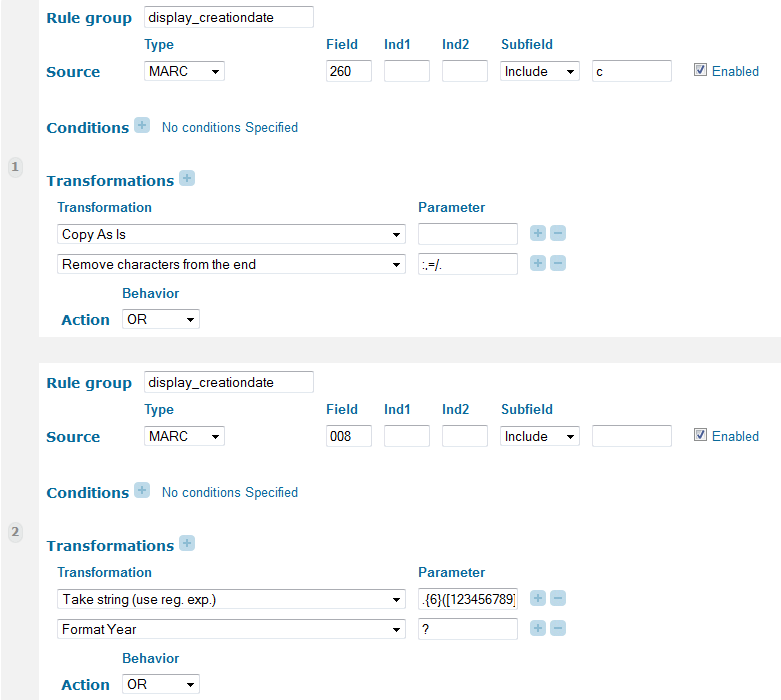 Rule group display_creationdate
Type Field Ind1 Ind2 Subfield
Source MARC 260 Include c Enabled
Conditions + No conditions Specified
1
Transformations +
Transformation Parameter
Copy As Is + −
Remove characters from the end :,=/. + −
Behavior
Action OR
Rule group display_creationdate
Type Field Ind1 Ind2 Subfield
Source MARC 008 Include Enabled
Conditions + No conditions Specified
2
Transformations +
Transformation Parameter
Take string (use reg. exp.) .{6}([123456789] + −
Format Year ? + −
Behavior
Action OR